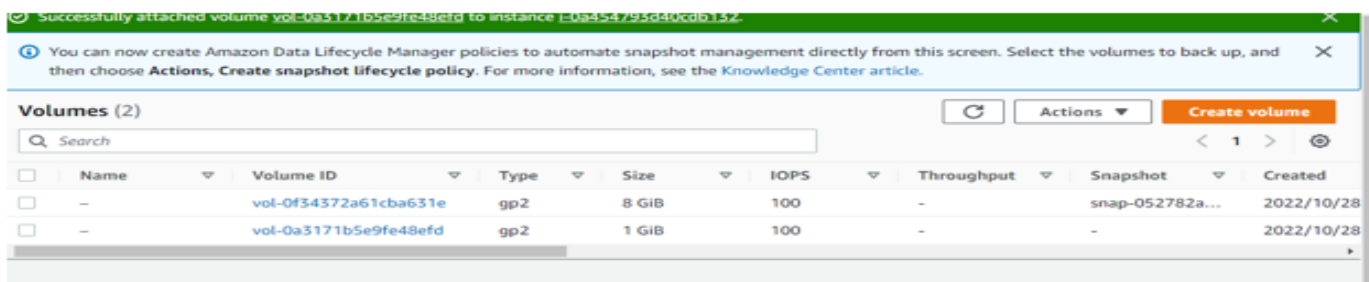 Successfully attached volume vol-0a3171b5e9fe48efd to instance i-0a454793d40cdb132.
You can now create Amazon Data Lifecycle Manager policies to automate snapshot management directly from this screen. Select the volumes to back up, and
then choose Actions, Create snapshot lifecycle policy. For more information, see the Knowledge Center article.
Volumes (2) Actions Create volume
Search 1
Name Volume ID Type Size IOPS Throughput Snapshot Created
– vol-0f34372a61cba631e gp2 8 GiB 100 - snap-052782a... 2022/10/28
– vol-0a3171b5e9fe48efd gp2 1 GiB 100 - - 2022/10/28